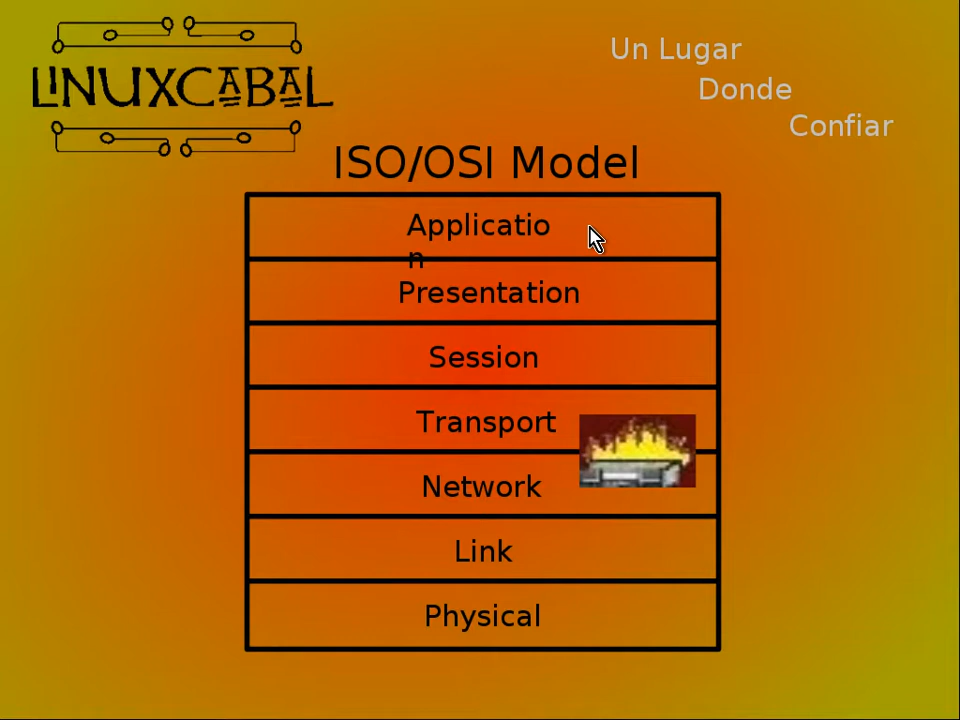 LINUXCABAL
Un Lugar
Donde
Confiar
ISO/OSI Model
Applicatio
n
Presentation
Session
Transport
Network
Link
Physical